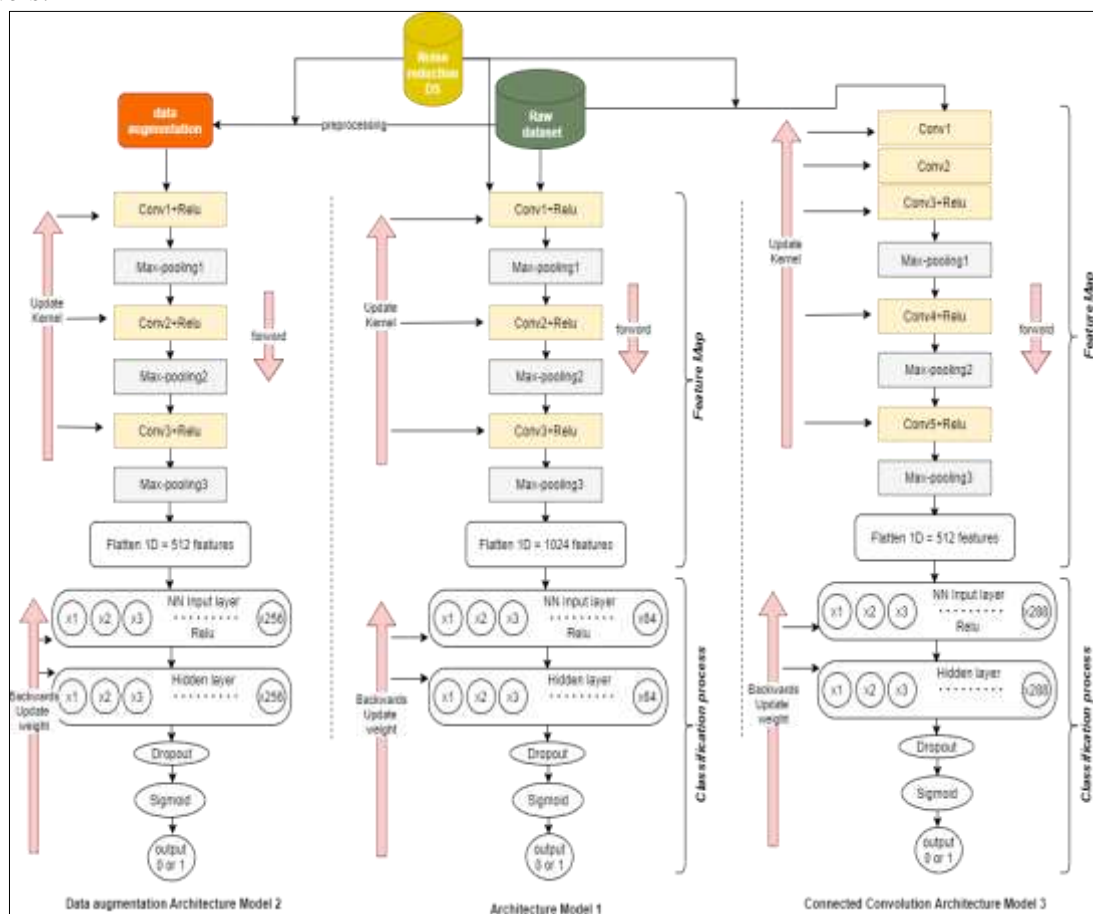 Noise
reduction
DS
Raw
dataset
data
augmentation
preprocessing
Conv1+Relu
Max-pooling1
Conv2+Relu
Max-pooling2
Conv3+Relu
Max-pooling3
Update
Kernel
forward
Flatten 1D = 512 features
NN Input layer
x1 x2 x3 ......... x256
Relu
Hidden layer
x1 x2 x3 ......... x256
Backwards
Update
weight
Dropout
Sigmoid
output
0 or 1
Data augmentation Architecture Model 2
Conv1+Relu
Max-pooling1
Conv2+Relu
Max-pooling2
Conv3+Relu
Max-pooling3
Update
Kernel
forward
Feature Map
Flatten 1D = 1024 features
NN Input layer
x1 x2 x3 ......... x64
Relu
Hidden layer
x1 x2 x3 ......... x64
Backwards
Update
weight
Classification process
Dropout
Sigmoid
output
0 or 1
Architecture Model 1
Conv1
Conv2
Conv3+Relu
Max-pooling1
Conv4+Relu
Max-pooling2
Conv5+Relu
Max-pooling3
Update
Kernel
forward
Feature Map
Flatten 1D = 512 features
NN Input layer
x1 x2 x3 ......... x288
Relu
Hidden layer
x1 x2 x3 ......... x288
Backwards
Update
weight
Classification process
Dropout
Sigmoid
output
0 or 1
Connected Convolution Architecture Model 3